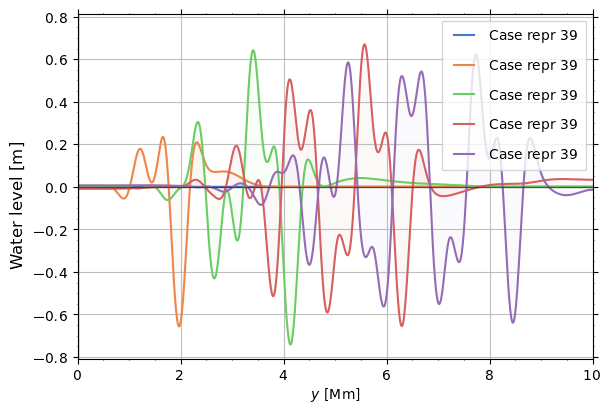 0.8
0.6
0.4
0.2
0.0
−0.2
−0.4
−0.6
−0.8
Water level [m]
Case repr 39
Case repr 39
Case repr 39
Case repr 39
Case repr 39
0 2 4 6 8 10
y [Mm]